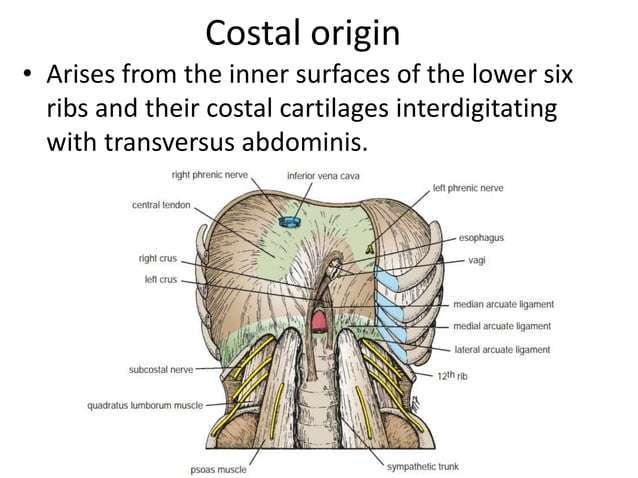 Costal origin
• Arises from the inner surfaces of the lower six
ribs and their costal cartilages interdigitating
with transversus abdominis.
right phrenic nerve
inferior vena cava
left phrenic nerve
central tendon
esophagus
right crus
vagi
left crus
median arcuate ligament
medial arcuate ligament
lateral arcuate ligament
subcostal nerve
12th rib
quadratus lumborum muscle
psoas muscle
sympathetic trunk